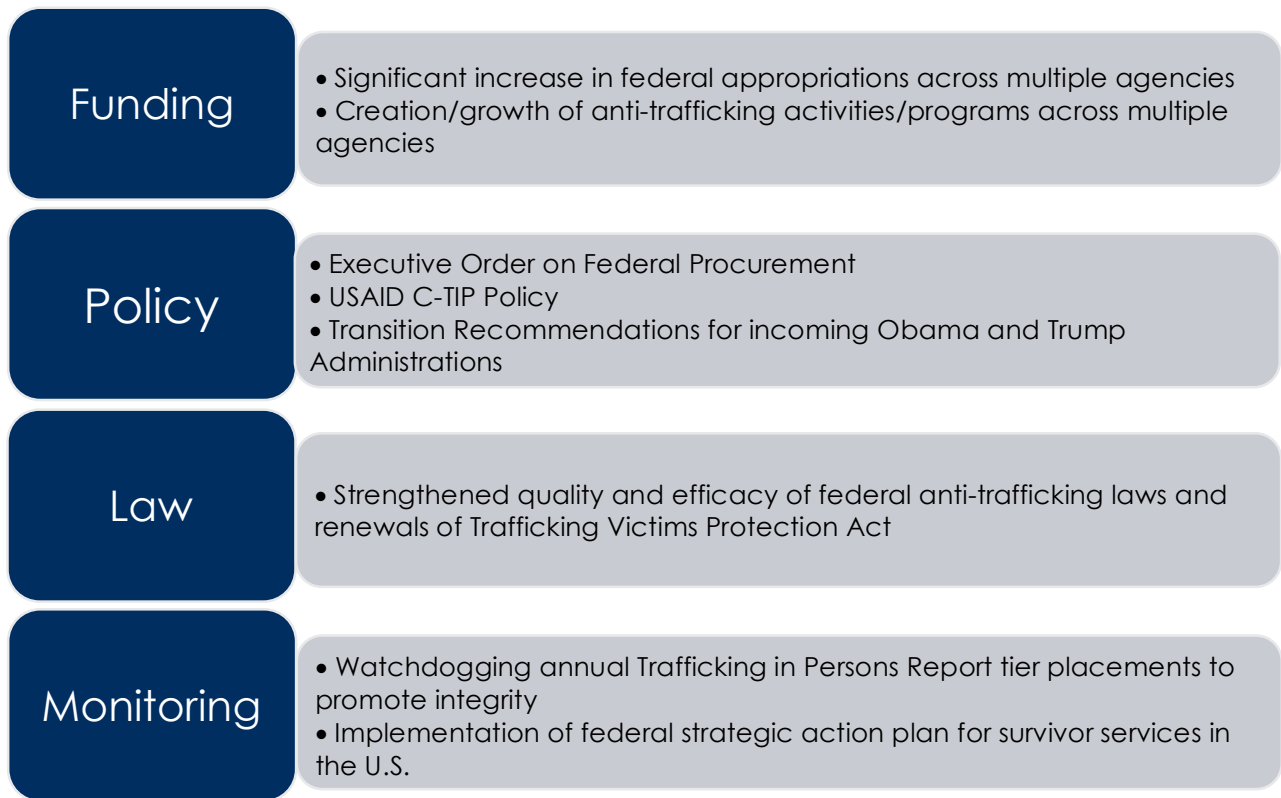 Funding
• Significant increase in federal appropriations across multiple agencies
• Creation/growth of anti-trafficking activities/programs across multiple
agencies
Policy
• Executive Order on Federal Procurement
• USAID C-TIP Policy
• Transition Recommendations for incoming Obama and Trump
Administrations
Law
• Strengthened quality and efficacy of federal anti-trafficking laws and
renewals of Trafficking Victims Protection Act
Monitoring
• Watchdogging annual Trafficking in Persons Report tier placements to
promote integrity
• Implementation of federal strategic action plan for survivor services in
the U.S.